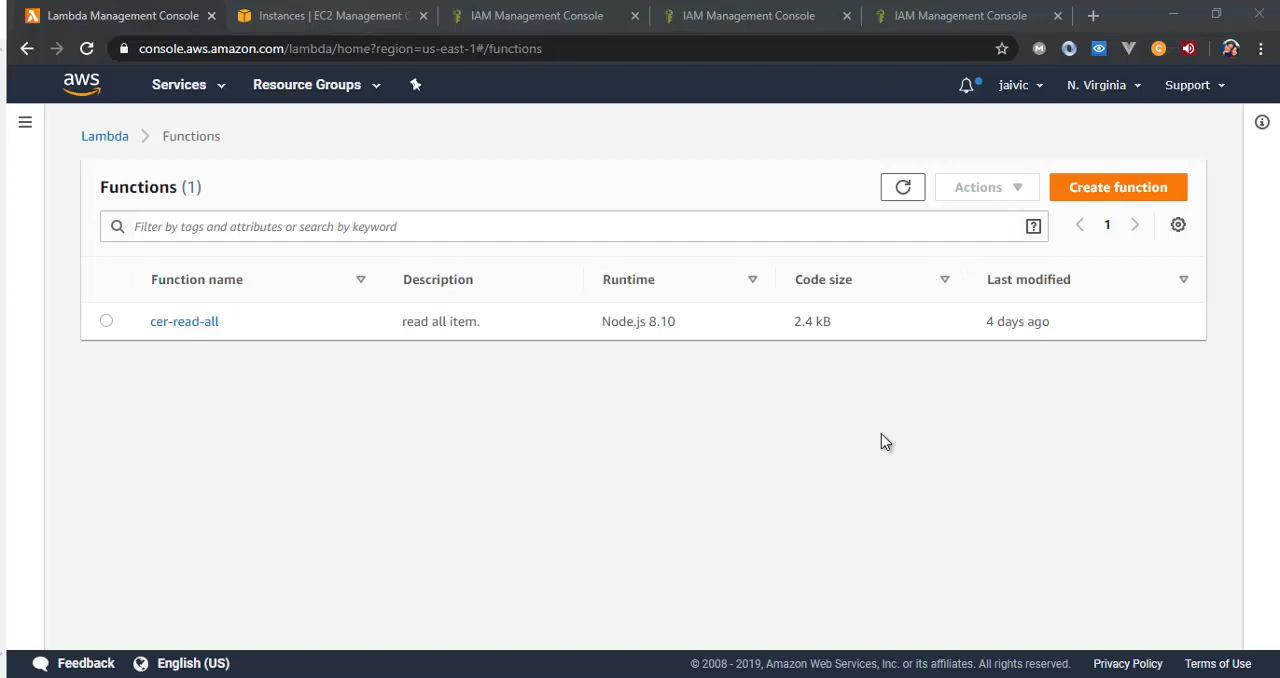 Lambda Management Console
Instances | EC2 Management C
IAM Management Console
IAM Management Console
IAM Management Console
console.aws.amazon.com/lambda/home?region=us-east-1#/functions
aws
Services
Resource Groups
jaivic
N. Virginia
Support
Lambda
Functions
Functions (1)
Actions
Create function
Filter by tags and attributes or search by keyword
1
Function name
Description
Runtime
Code size
Last modified
cer-read-all
read all item.
Node.js 8.10
2.4 kB
4 days ago
Feedback
English (US)
© 2008 - 2019, Amazon Web Services, Inc. or its affiliates. All rights reserved.
Privacy Policy
Terms of Use